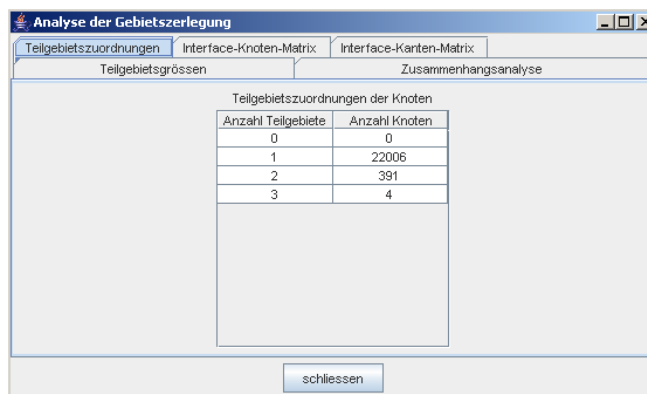 Analyse der Gebietszerlegung
Teilgebietszuordnungen Interface-Knoten-Matrix Interface-Kanten-Matrix
Teilgebietsgrössen Zusammenhangsanalyse
Teilgebietszuordnungen der Knoten
Anzahl Teilgebiete Anzahl Knoten
0 0
1 22006
2 391
3 4
schliessen